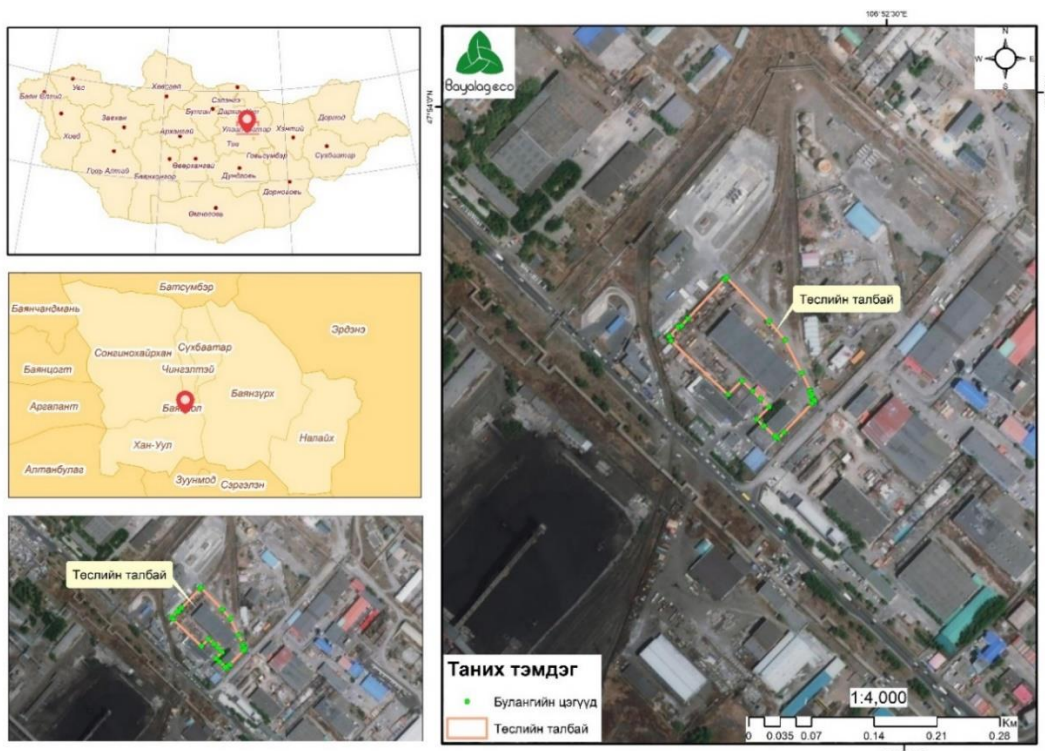 Баян-Өлгий
Увс
Ховд
Завхан
Говь Алтай
Хөвсгөл
Булган
Сэлэнгэ
Архангай
Баянхонгор
Өвөрхангай
Төв
Дундговь
Өмнөговь
Говьсүмбэр
Хэнтий
Дорнод
Сүхбаатар
Дорноговь
Батсүмбэр
Баянчандмань
Эрдэнэ
Сонгинохайрхан
Сүхбаатар
Чингэлтэй
Баянцогт
Баянзүрх
Аргалант
Хан-Уул
Налайх
Алтанбулаг
Зуунмод
Сэргэлэн
Төслийн талбай
106°52'30"E
47°54'0"N
Bayalag eco
N
W
E
S
Төслийн талбай
Таних тэмдэг
Булангийн цэгүүд
Төслийн талбай
1:4,000
Км
0 0.035 0.07 0.14 0.21 0.28